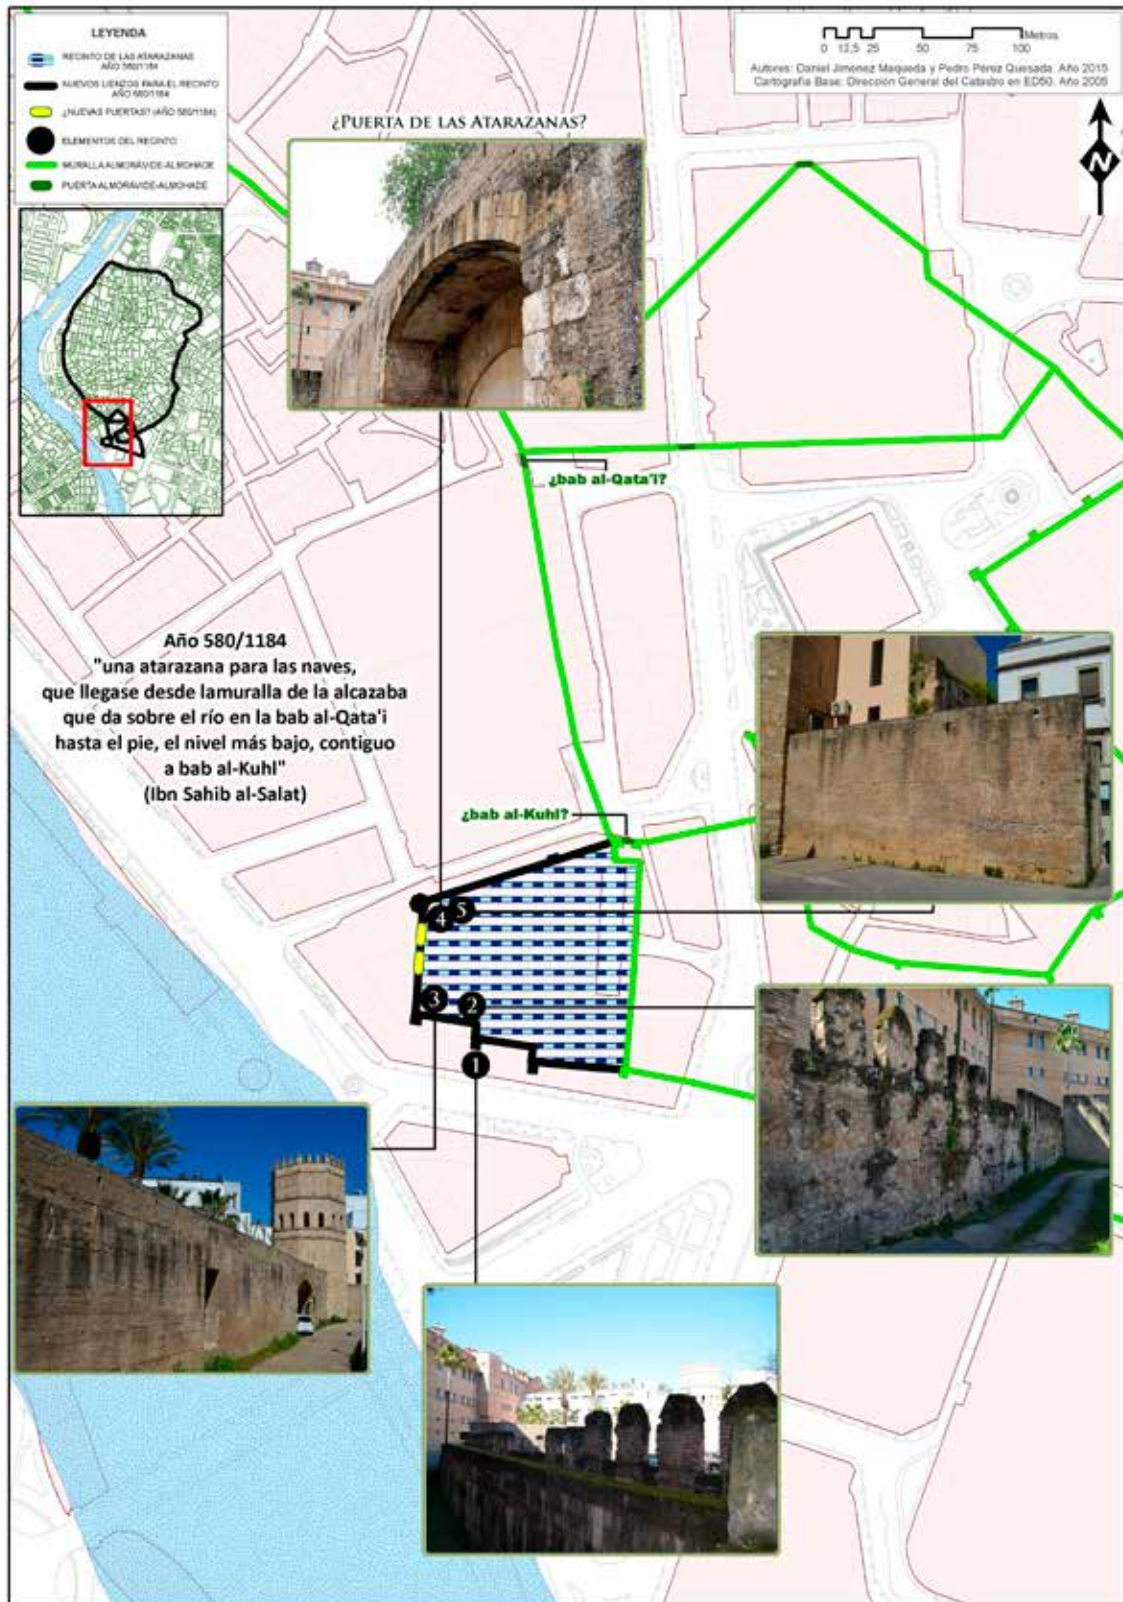 LEYENDA
RECINTO DE LAS ATARAZANAS
AÑO 580/1184
NUEVOS LIENZOS PARA EL RECINTO
AÑO 580/1184
¿NUEVAS PUERTAS? (AÑO 580/1184)
ELEMENTOS DEL RECINTO
MURALLA ALMORÁVIDE-ALMOHADE
PUERTA ALMORÁVIDE-ALMOHADE
Metros
0 12,5 25 50 75 100
Autores: Daniel Jiménez Maqueda y Pedro Pérez Quesada. Año 2015
Cartografía Base: Dirección General del Catastro en ED50. Año 2006
N
¿PUERTA DE LAS ATARAZANAS?
¿bab al-Qata'i?
Año 580/1184
"una atarazana para las naves,
que llegase desde lamuralla de la alcazaba
que da sobre el río en la bab al-Qata'i
hasta el pie, el nivel más bajo, contiguo
a bab al-Kuhl"
(Ibn Sahib al-Salat)
¿bab al-Kuhl?
4 5
3 2
1